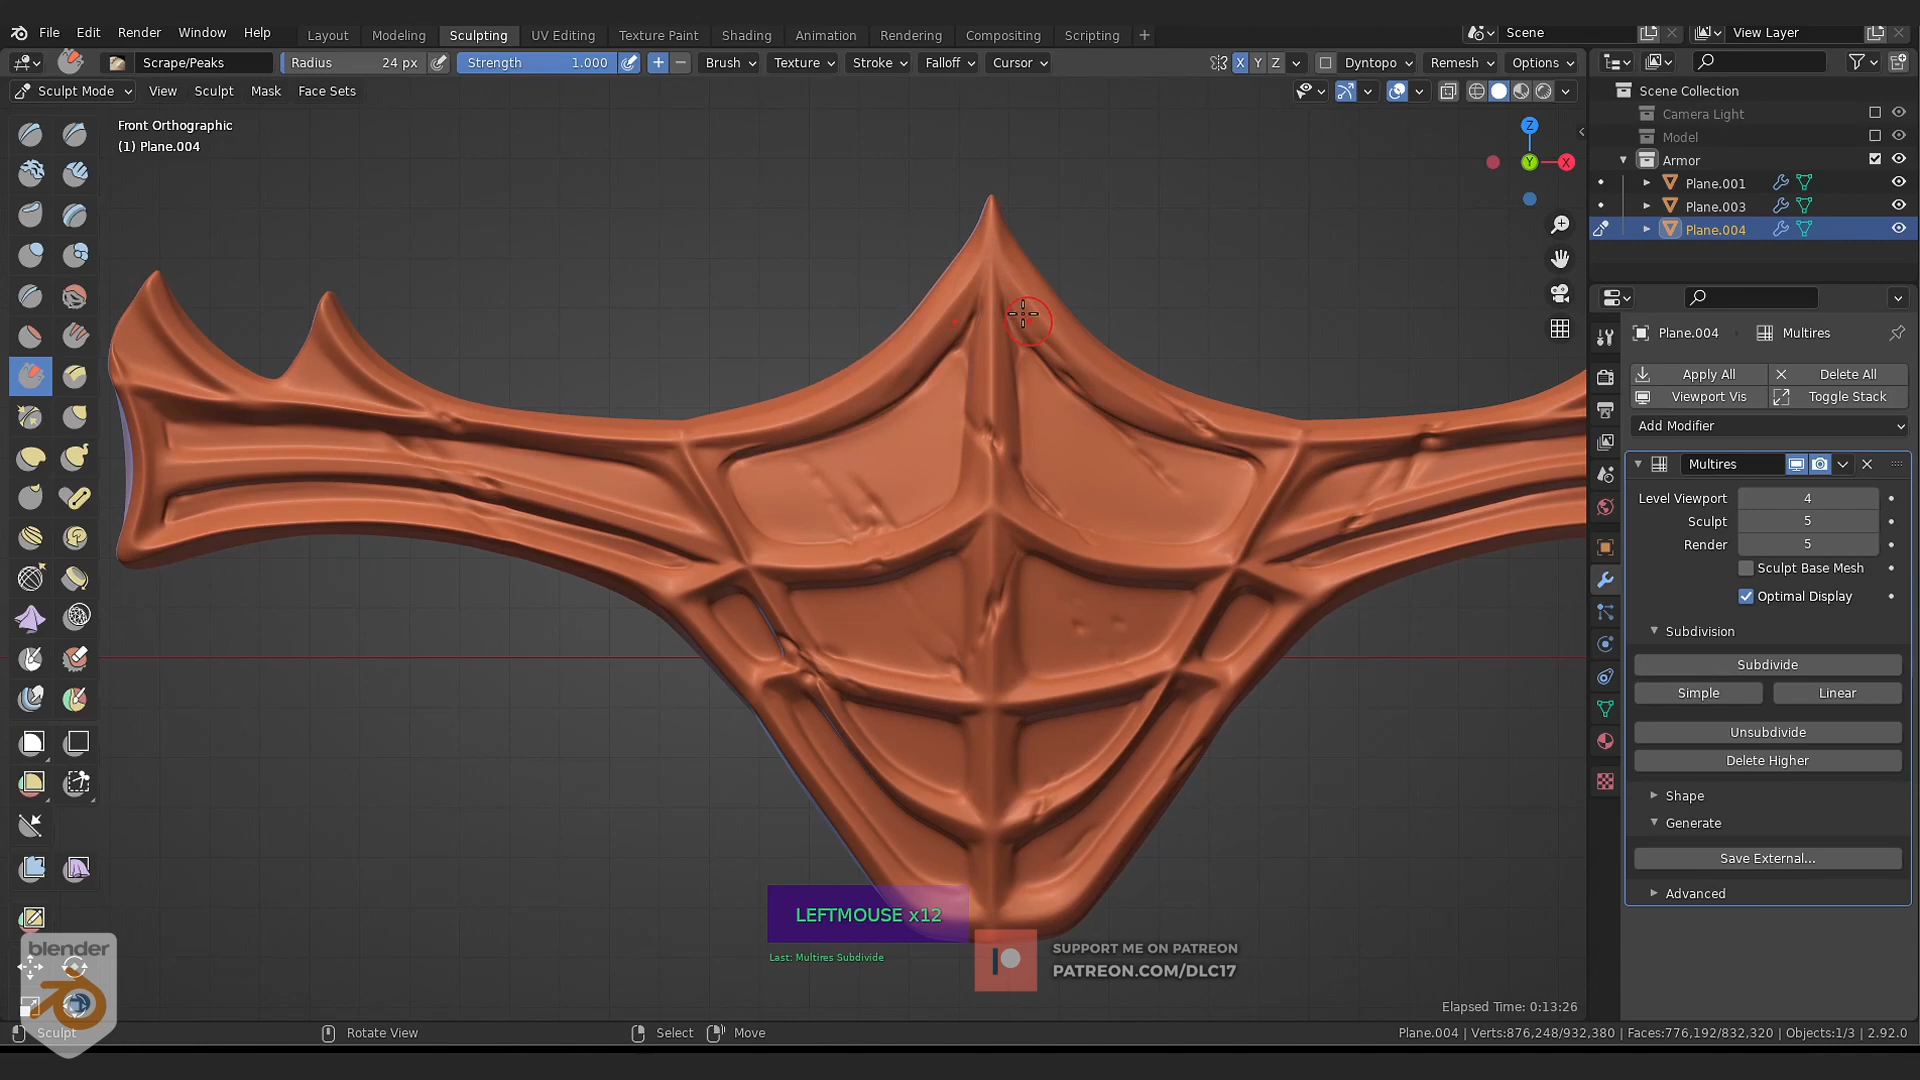 File Edit Render Window Help Layout Modeling Sculpting UV Editing Texture Paint Shading Animation Rendering Compositing Scripting + Scene View Layer
Scrape/Peaks Radius 24 px Strength 1.000 Brush Texture Stroke Falloff Cursor X Y Z Dyntopo Remesh Options
Sculpt Mode View Sculpt Mask Face Sets
Scene Collection
Camera Light
Model
Armor
Plane.001
Plane.003
Plane.004
Front Orthographic
(1) Plane.004
Z
Y
X
Plane.004 Multires
Apply All Delete All
Viewport Vis Toggle Stack
Add Modifier
Multires
Level Viewport 4
Sculpt 5
Render 5
Sculpt Base Mesh
Optimal Display
Subdivision
Subdivide
Simple Linear
Unsubdivide
Delete Higher
Shape
Generate
Save External...
Advanced
LEFTMOUSE x12
Last: Multires Subdivide
SUPPORT ME ON PATREON
PATREON.COM/DLC17
blender
Elapsed Time: 0:13:26
Sculpt Rotate View Select Move Plane.004 | Verts:876,248/932,380 | Faces:776,192/832,320 | Objects:1/3 | 2.92.0